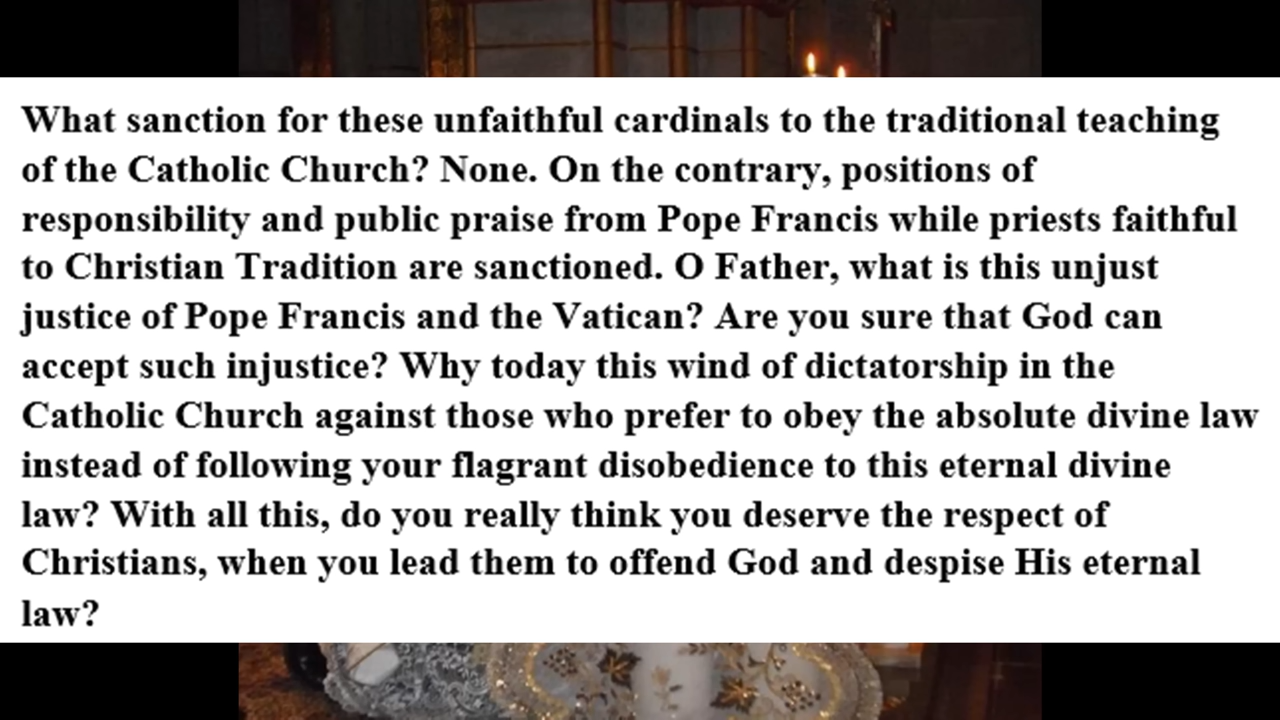 What sanction for these unfaithful cardinals to the traditional teaching
of the Catholic Church? None. On the contrary, positions of
responsibility and public praise from Pope Francis while priests faithful
to Christian Tradition are sanctioned. O Father, what is this unjust
justice of Pope Francis and the Vatican? Are you sure that God can
accept such injustice? Why today this wind of dictatorship in the
Catholic Church against those who prefer to obey the absolute divine law
instead of following your flagrant disobedience to this eternal divine
law? With all this, do you really think you deserve the respect of
Christians, when you lead them to offend God and despise His eternal
law?